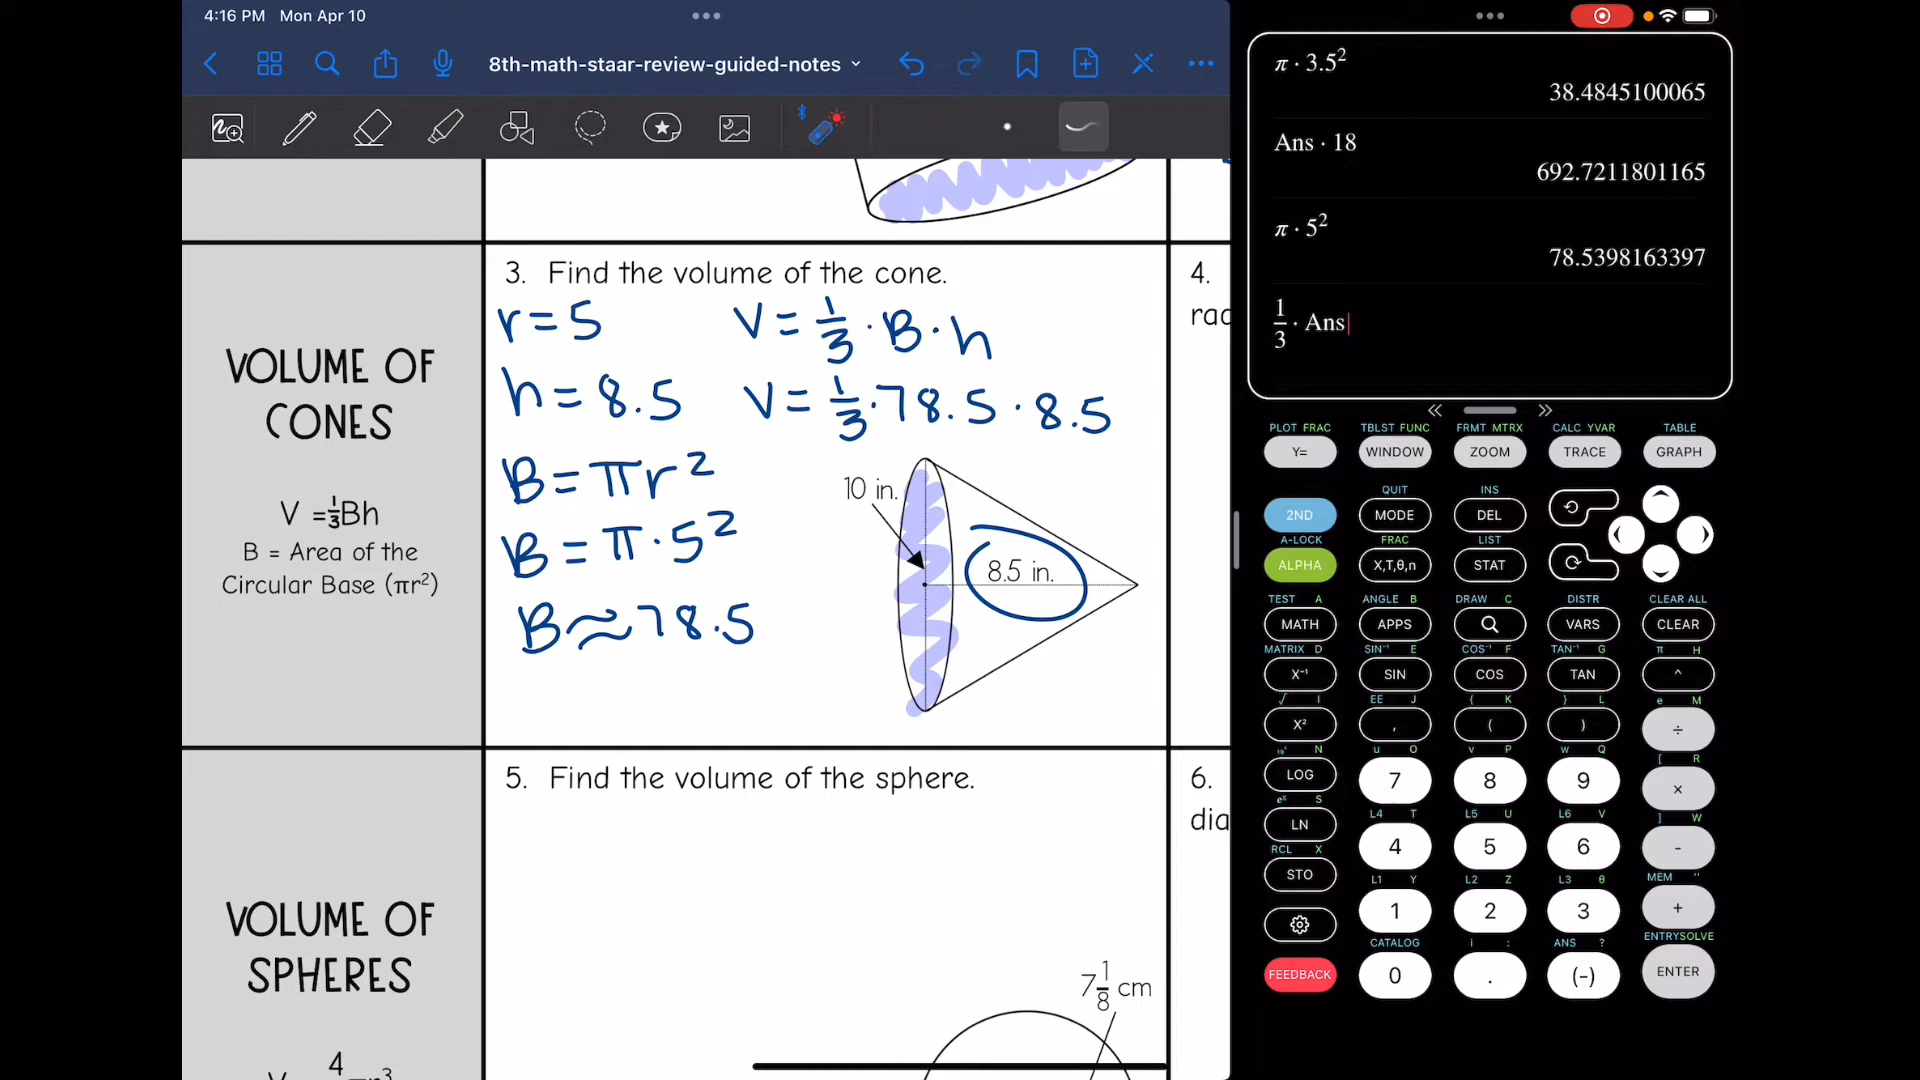 4:16 PM Mon Apr 10
8th-math-staar-review-guided-notes
VOLUME OF
CONES
V = 1/3 Bh
B = Area of the
Circular Base (πr²)
3. Find the volume of the cone.
r = 5
h = 8.5
B = πr²
B = π · 5²
B ≈ 78.5
V = 1/3 · B · h
V = 1/3 · 78.5 · 8.5
10 in.
8.5 in.
4.
rad
VOLUME OF
SPHERES
5. Find the volume of the sphere.
7 1/8 cm
6.
dia
π · 3.5²
38.4845100065
Ans · 18
692.7211801165
π · 5²
78.5398163397
1/3 · Ans
PLOT FRAC TBLST FUNC FRMT MTRX CALC YVAR TABLE
Y= WINDOW ZOOM TRACE GRAPH
QUIT INS
2ND MODE DEL
A-LOCK FRAC LIST
ALPHA X,T,θ,n STAT
TEST A ANGLE B DRAW C DISTR CLEAR ALL
MATH APPS VARS CLEAR
MATRIX D SIN⁻¹ E COS⁻¹ F TAN⁻¹ G π H
X⁻¹ SIN COS TAN ^
√ I EE J { K } L e M
X² , ( ) ÷
N u O v P w Q [ R
LOG 7 8 9 ×
eˣ S L4 T L5 U L6 V ] W
LN 4 5 6 -
RCL X L1 Y L2 Z L3 θ MEM "
STO 1 2 3 +
CATALOG i : ANS ? ENTRY SOLVE
FEEDBACK 0 . (-) ENTER